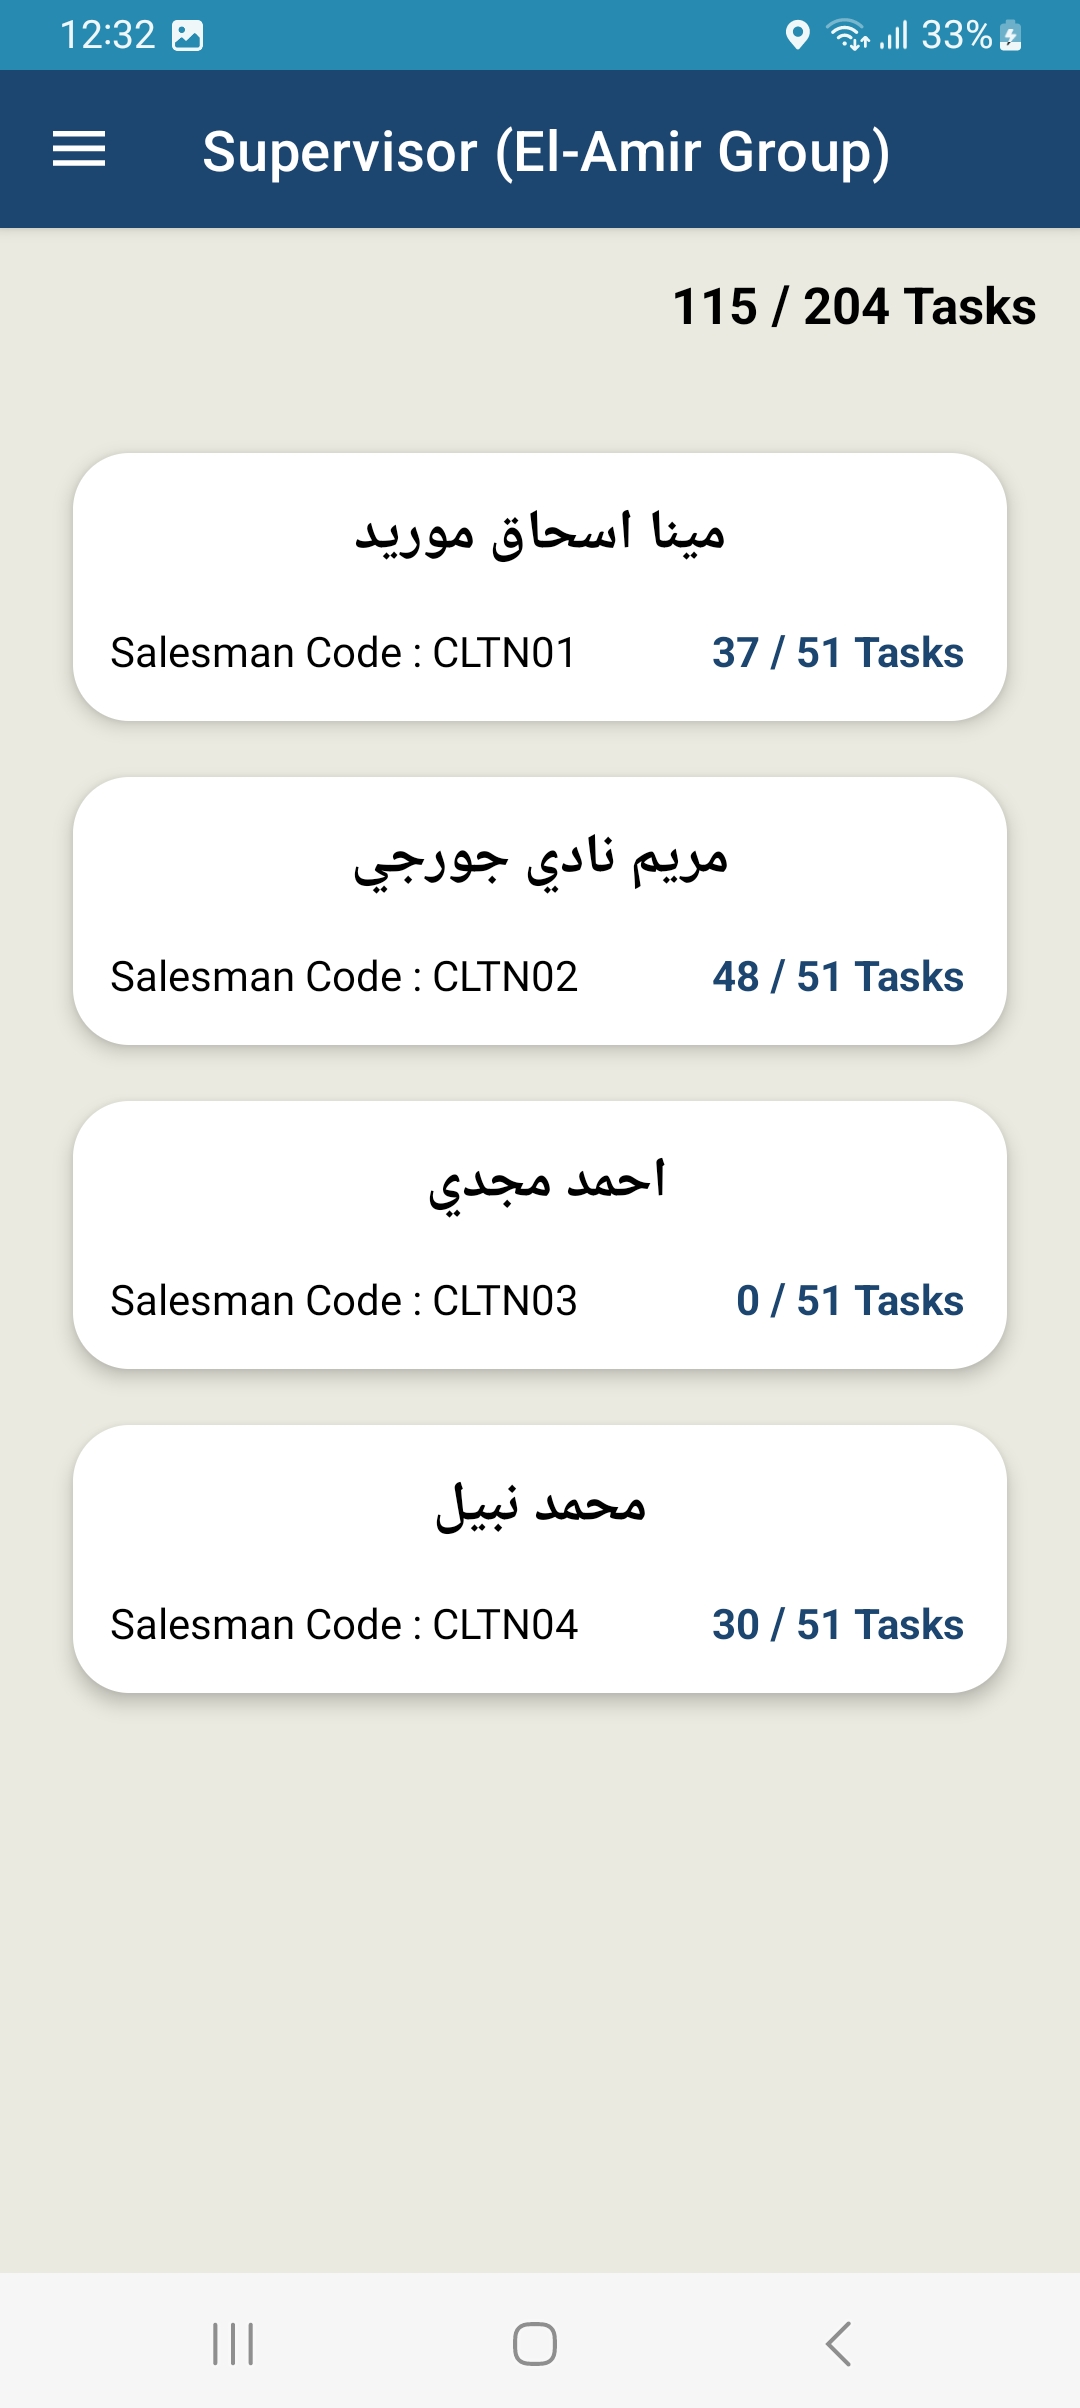 12:32 33%
Supervisor (El-Amir Group)
115 / 204 Tasks
مينا اسحاق موريد
Salesman Code : CLTN01 37 / 51 Tasks
مريم نادي جورجي
Salesman Code : CLTN02 48 / 51 Tasks
احمد مجدي
Salesman Code : CLTN03 0 / 51 Tasks
محمد نبيل
Salesman Code : CLTN04 30 / 51 Tasks